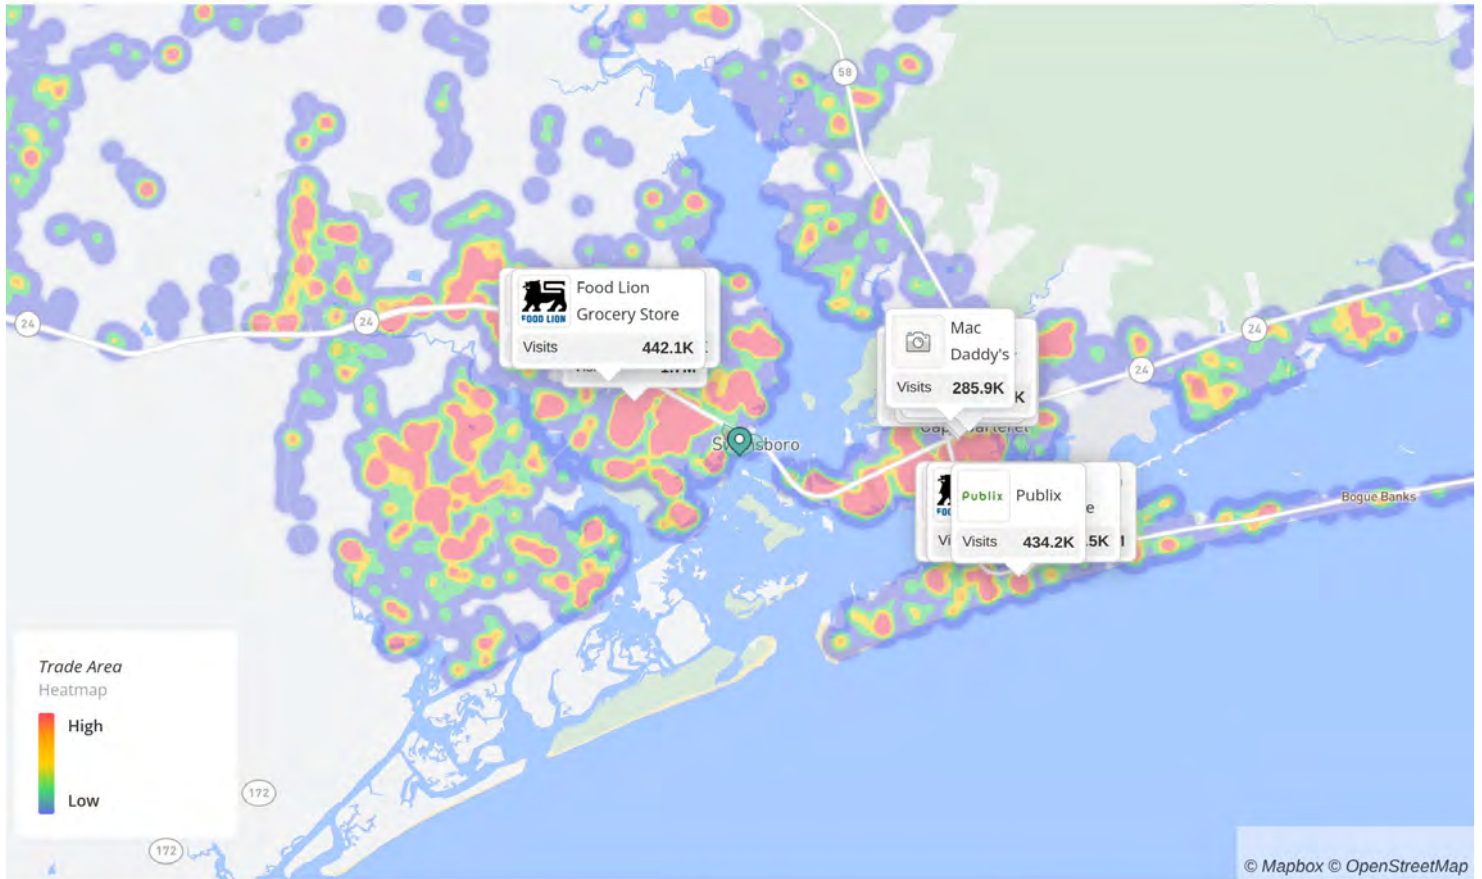 58
Food Lion
Grocery Store
FOOD LION
Visits
442.1K
24
24
24
24
Mac
Daddy's
Visits
285.9K
K
Publix
Publix
Visits
434.2K
.5K
Bogue Banks
Trade Area
Heatmap
High
Low
172
172
© Mapbox © OpenStreetMap